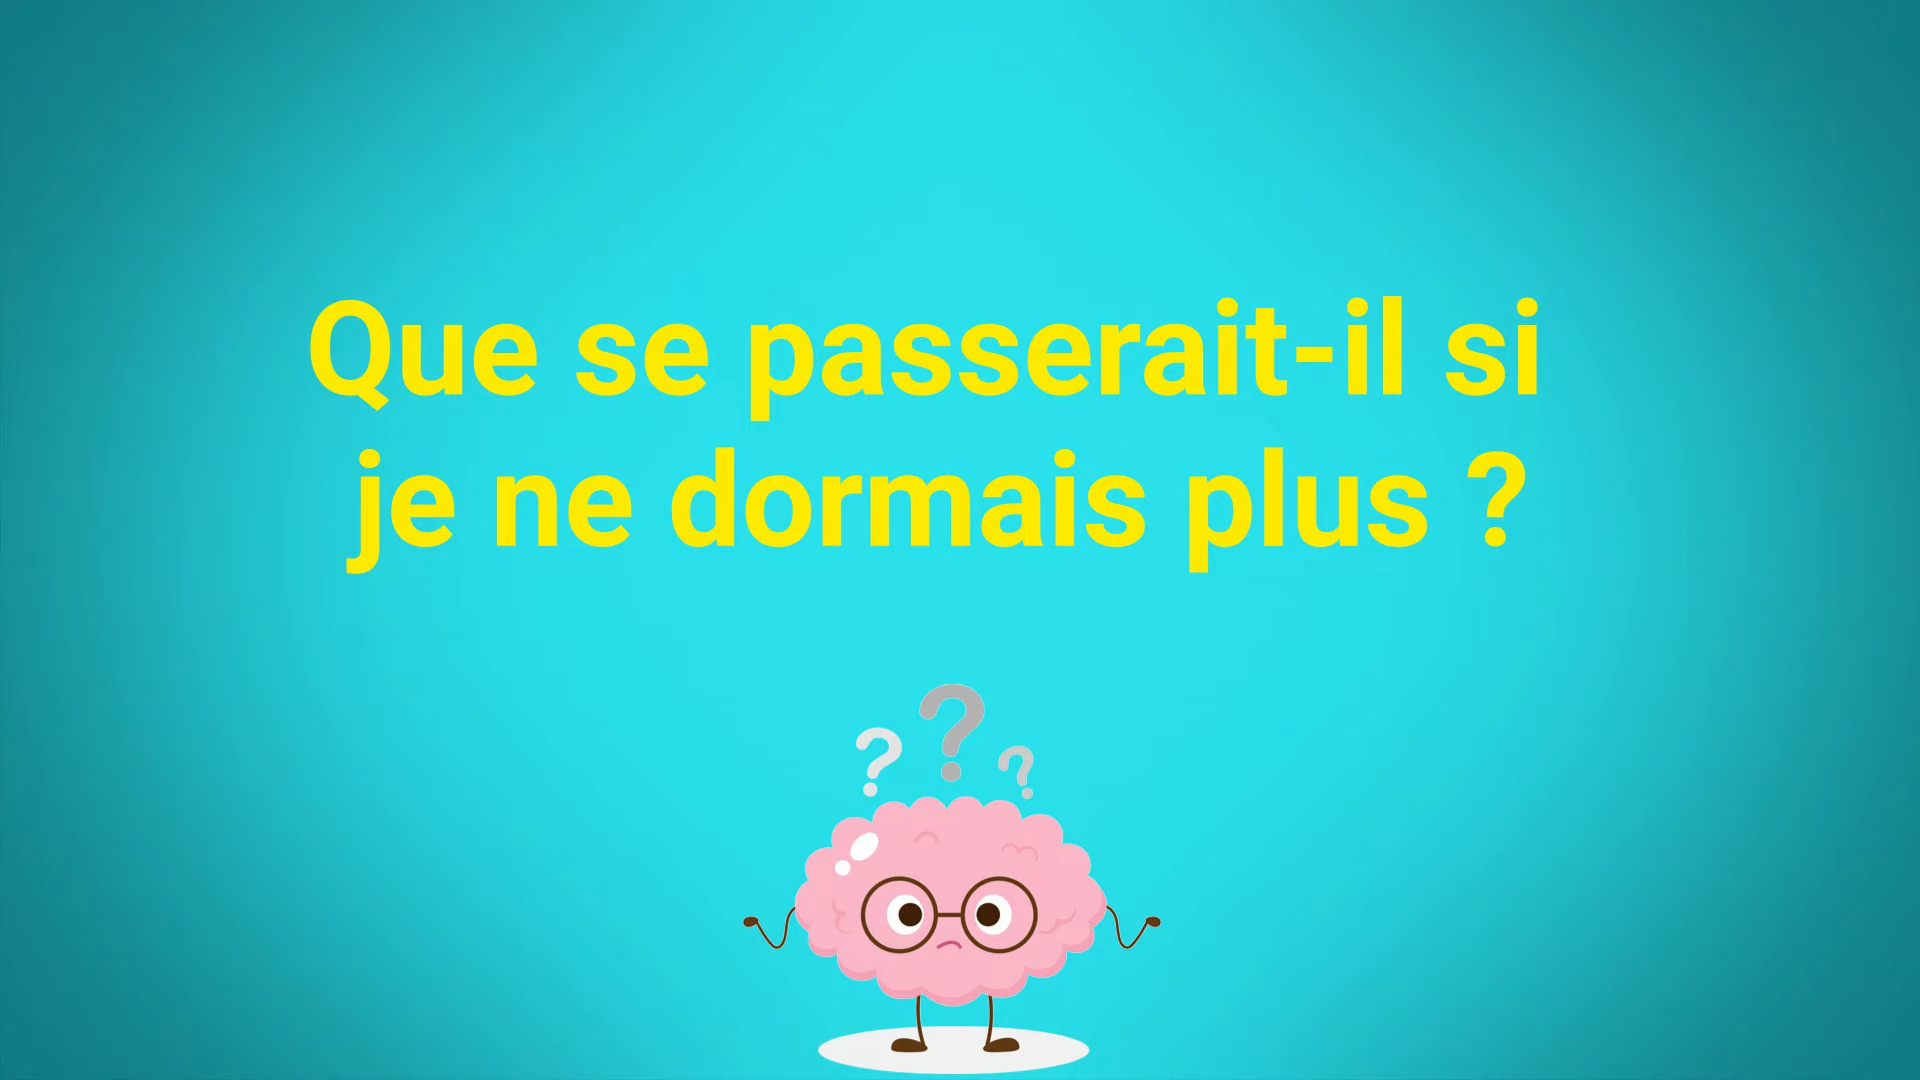 Que se passerait-il si
je ne dormais plus ?
? ? ?